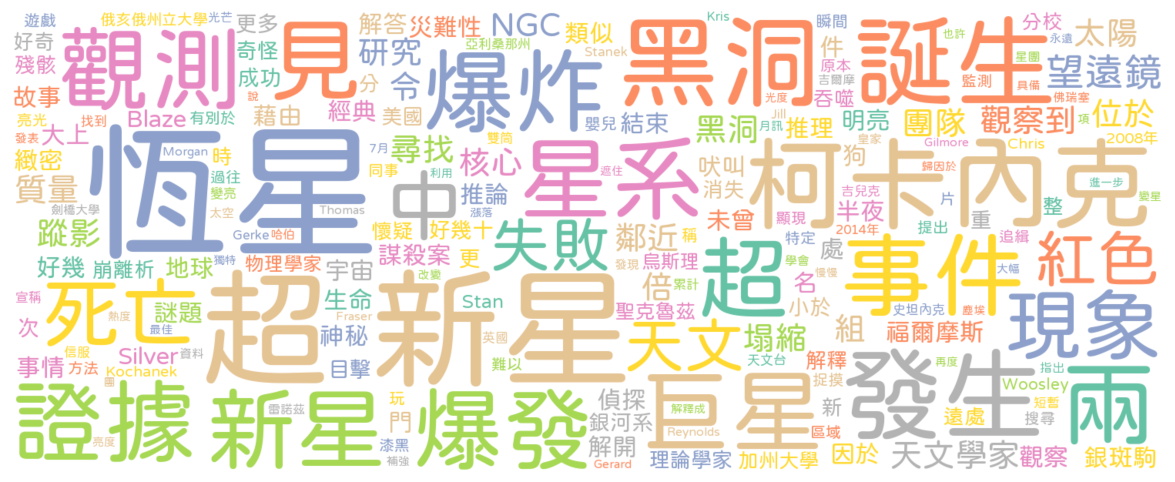 遊戲 俄亥俄州立大學 光芒 更多 解答 災難性 NGC 類似 Kris 瞬間 分校 永遠 太陽
好奇 觀測 奇怪 見 研究 亞利桑那州 Stanek 黑洞 件 誕生 也許 星團 望遠鏡
殘骸 成功 分 令 爆炸 原本 吉爾摩 監測 具備
故事 說 經典 美國 光度 吞噬 佛瑞塞
亮光 找到 Blaze 有別於 藉由 嬰兒 結束 黑洞 Jill 月訊 推理 明亮 團隊 觀察到 項 位於
發表 大上 恆星 7月 尋找 雙筒 皇家 Gilmore Chris 2008年
緻密 Morgan 時 同事 核心 星系 吠叫 柯卡內克 狗 歸因於 片 進一步
質量 過往 變亮 中 利用 推論 遮住 消失 吉兒克 整 愛星
劍橋大學 太空 Thomas 漲落 未曾 顯現 半夜 重 提出
蹤影 Gerke 哈伯 懷疑 好幾十 失敗 鄰近 稱 特定 2014年 處 追緝 紅色
好幾 崩離析 地球 獨特 物理學家 謀殺案 更 發現 烏斯理 超 學會 名 事件 大幅
宣稱 熱度 死亡 謎題 超 宇宙 改變 新星 倍 累計 慢慢 小於 史坦內克 塵埃 現象
次 最佳 生命 Fraser Stan 聖克魯茲 組 福爾摩斯
事情 信服 方法 Silver 資料 神秘 目擊 英國 難以 天文 塌縮 天文台 解釋 再度 指出
Kochanek 團 玩 捉摸 發生 Woosley 短暫 兩
證據 新星 雷諾茲 門 爆發 偵探 巨星 解釋成 新 遠處 搜尋
亮度 漆黑 銀河系 Reynolds 區域
補強 解開 Gerard 理論學家 加州大學 因於 天文學家 觀察 銀斑駒